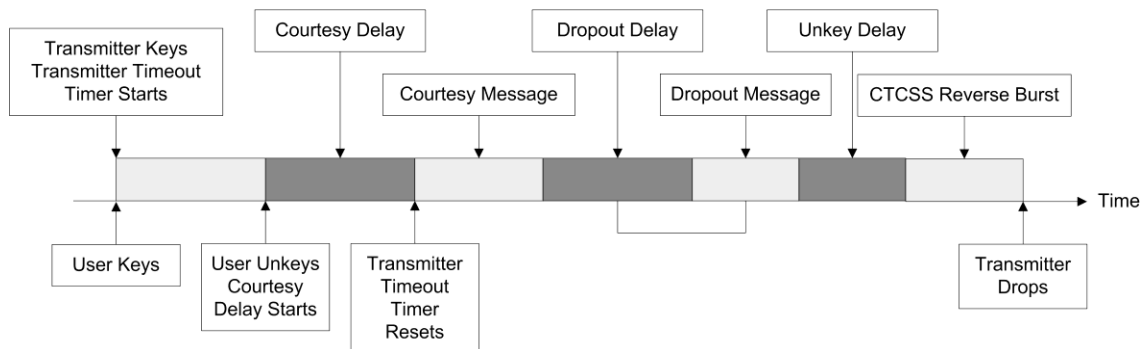 Courtesy Delay
Dropout Delay
Unkey Delay
Transmitter Keys
Transmitter Timeout
Timer Starts
Courtesy Message
Dropout Message
CTCSS Reverse Burst
Time
User Keys
User Unkeys
Courtesy
Delay Starts
Transmitter
Timeout
Timer
Resets
Transmitter
Drops